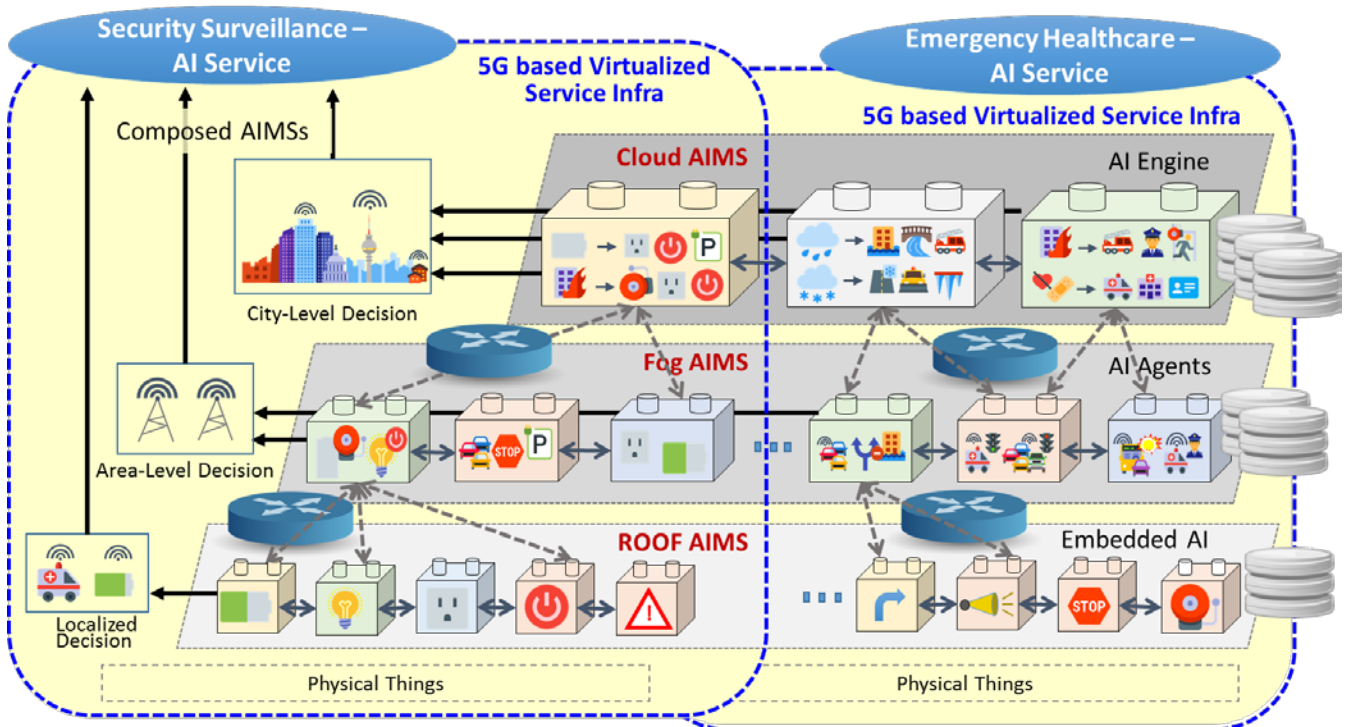 Security Surveillance –
AI Service
Emergency Healthcare –
AI Service
5G based Virtualized
Service Infra
5G based Virtualized Service Infra
Composed AIMSs
Cloud AIMS
AI Engine
P
City-Level Decision
Fog AIMS
AI Agents
STOP
P
Area-Level Decision
ROOF AIMS
Embedded AI
STOP
Localized
Decision
Physical Things
Physical Things